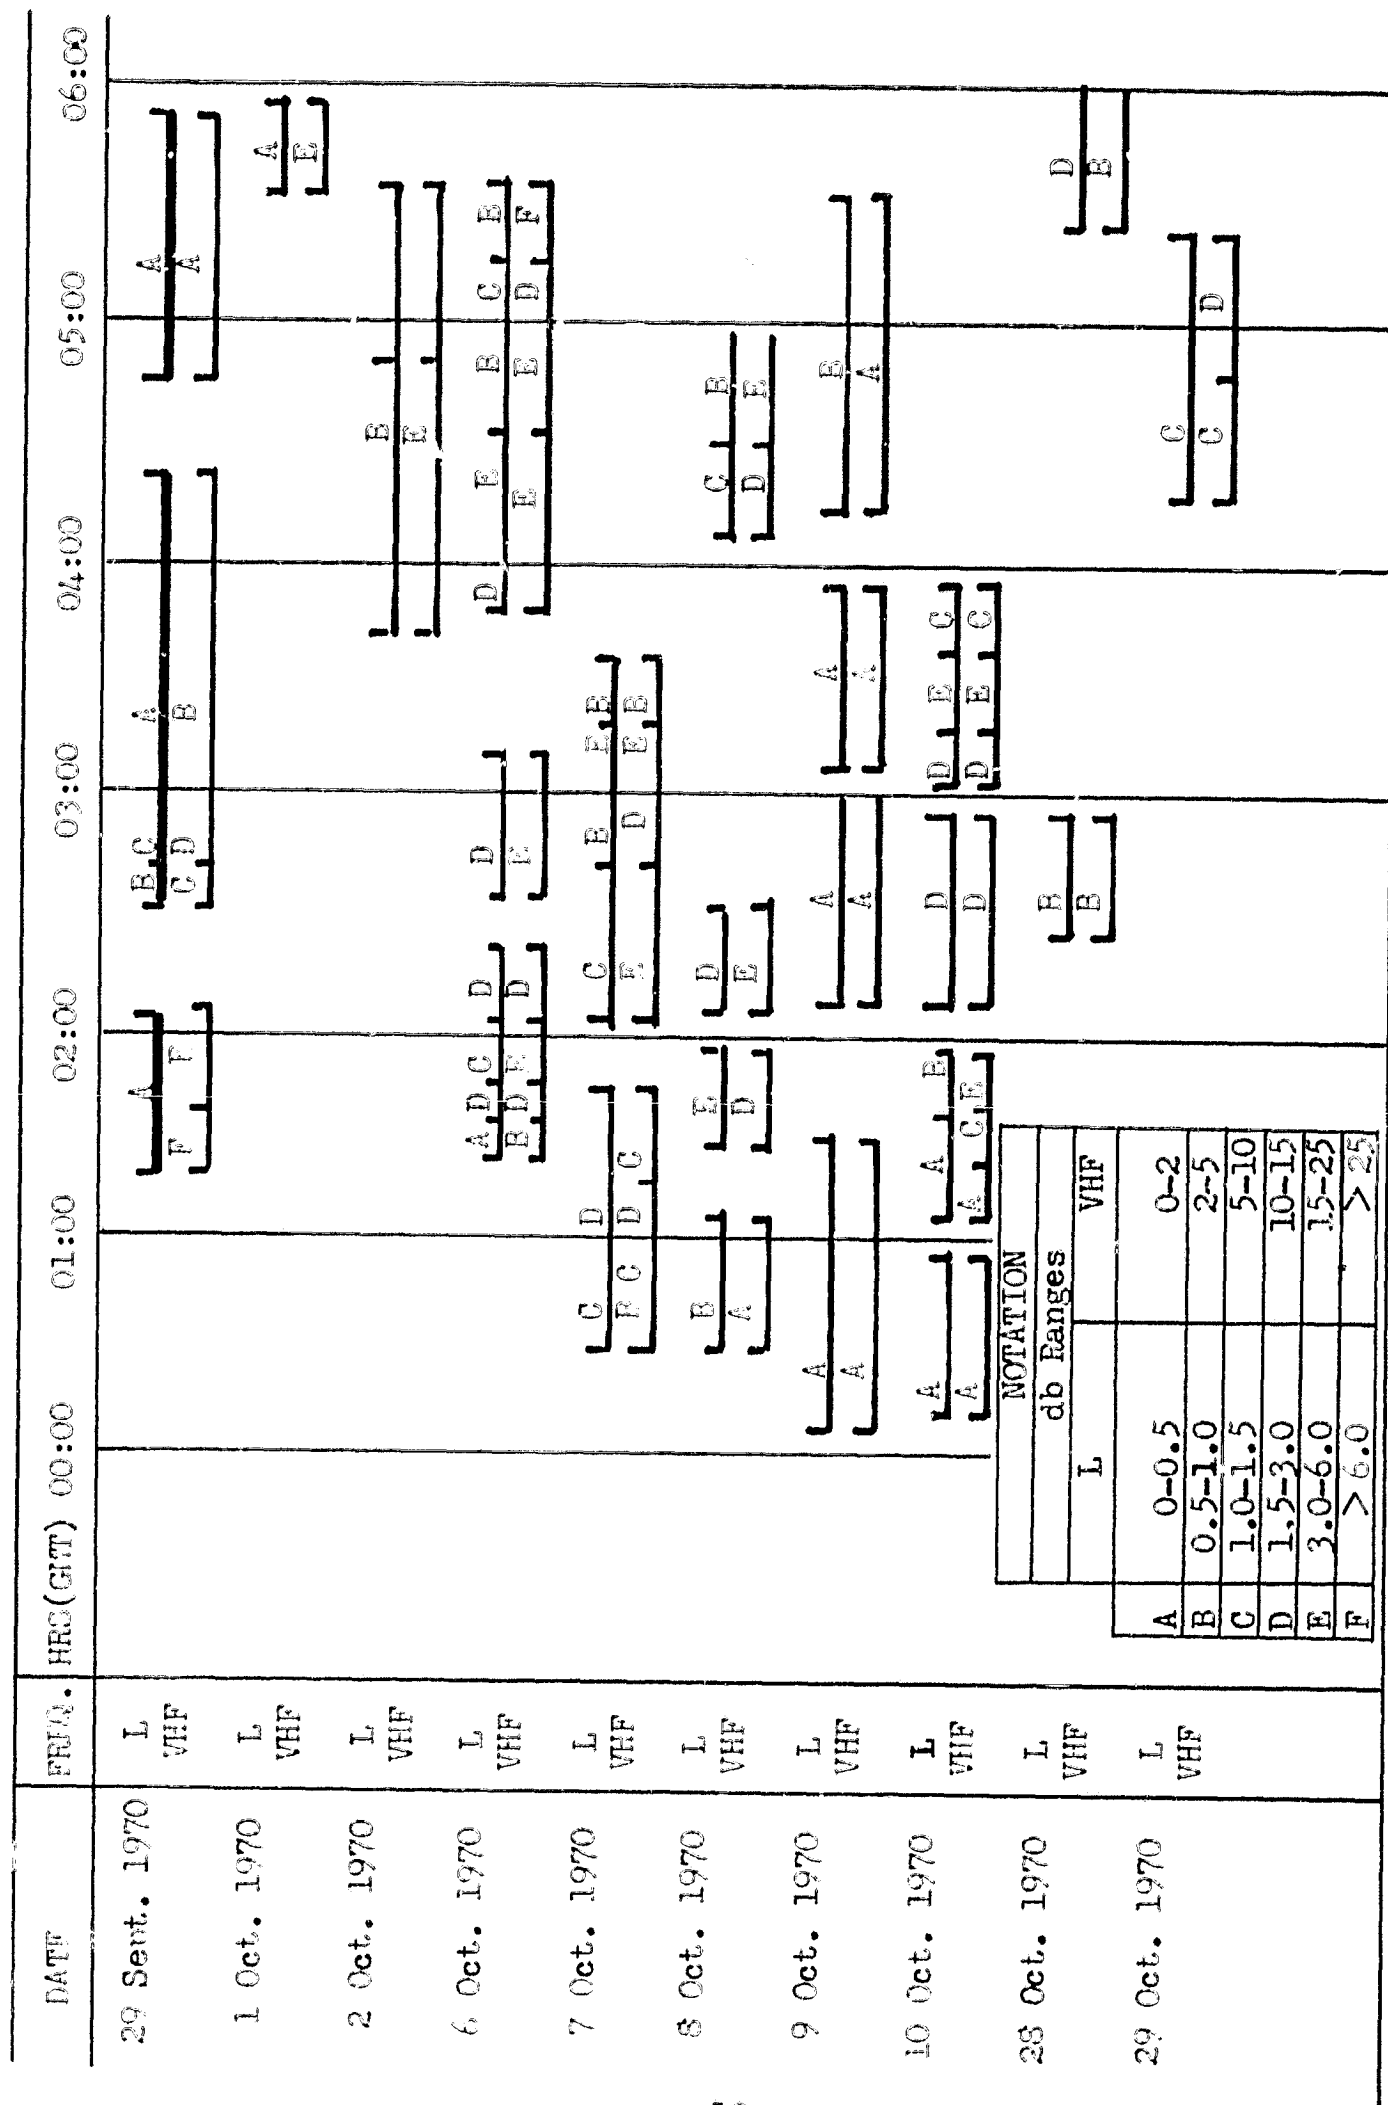 DATE FREQ. HRS(GMT) 00:00 01:00 02:00 03:00 04:00 05:00 06:00
29 Sent. 1970 L A B C A A
VHF F F C D B A
1 Oct. 1970 L A
VHF E
2 Oct. 1970 L B
VHF E
6 Oct. 1970 L A D C D D D E B C B
VHF B D E D E E E D F
7 Oct. 1970 L C D C B E B
VHF B C D C E D E B
8 Oct. 1970 L B E D C B
VHF A D E D E
9 Oct. 1970 L A A A B
VHF A A A A
10 Oct. 1970 L A A B D D E C
VHF A A C E D D E C
28 Oct. 1970 L B D
VHF B B
29 Oct. 1970 L C
VHF C D
NOTATION
db Ranges
L VHF
A 0-0.5 0-2
B 0.5-1.0 2-5
C 1.0-1.5 5-10
D 1.5-3.0 10-15
E 3.0-6.0 15-25
F >6.0 >25